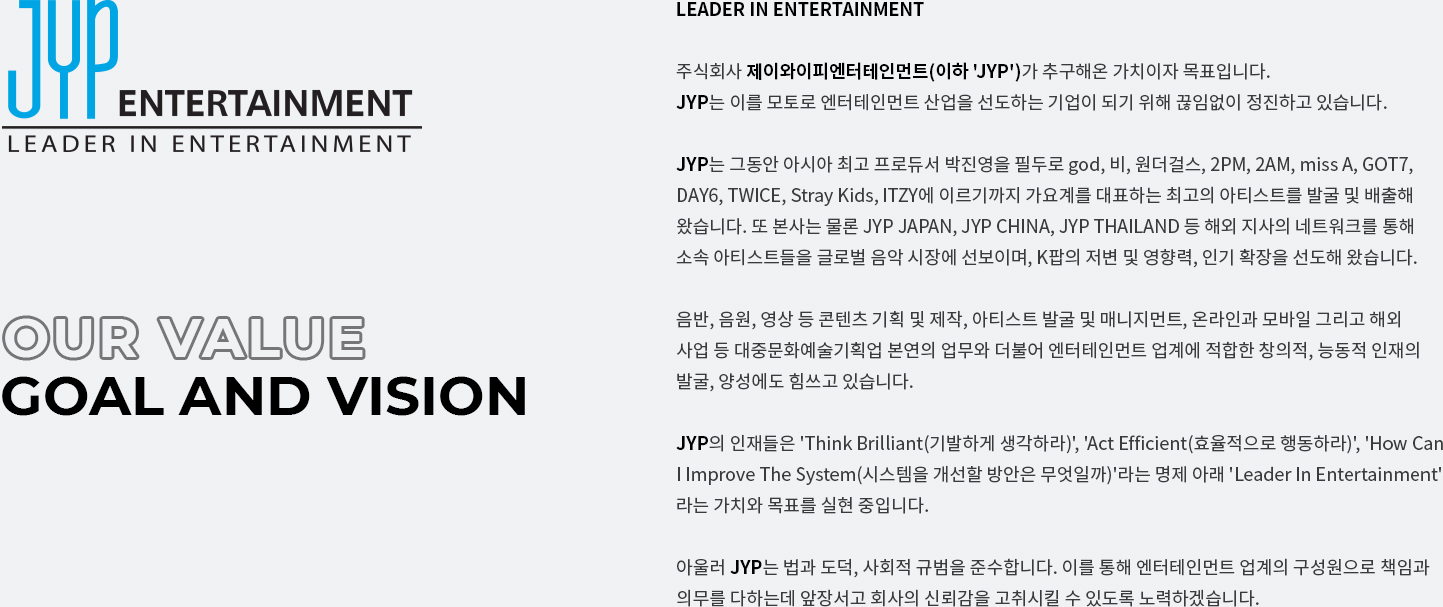 JYP ENTERTAINMENT
LEADER IN ENTERTAINMENT
OUR VALUE
GOAL AND VISION
LEADER IN ENTERTAINMENT
주식회사 제이와이피엔터테인먼트(이하 'JYP')가 추구해온 가치이자 목표입니다.
JYP는 이를 모토로 엔터테인먼트 산업을 선도하는 기업이 되기 위해 끊임없이 정진하고 있습니다.
JYP는 그동안 아시아 최고 프로듀서 박진영을 필두로 god, 비, 원더걸스, 2PM, 2AM, miss A, GOT7,
DAY6, TWICE, Stray Kids, ITZY에 이르기까지 가요계를 대표하는 최고의 아티스트를 발굴 및 배출해
왔습니다. 또 본사는 물론 JYP JAPAN, JYP CHINA, JYP THAILAND 등 해외 지사의 네트워크를 통해
소속 아티스트들을 글로벌 음악 시장에 선보이며, K팝의 저변 및 영향력, 인기 확장을 선도해 왔습니다.
음반, 음원, 영상 등 콘텐츠 기획 및 제작, 아티스트 발굴 및 매니지먼트, 온라인과 모바일 그리고 해외
사업 등 대중문화예술기획업 본연의 업무와 더불어 엔터테인먼트 업계에 적합한 창의적, 능동적 인재의
발굴, 양성에도 힘쓰고 있습니다.
JYP의 인재들은 'Think Brilliant(기발하게 생각하라)', 'Act Efficient(효율적으로 행동하라)', 'How Can
I Improve The System(시스템을 개선할 방안은 무엇일까)'라는 명제 아래 'Leader In Entertainment'
라는 가치와 목표를 실현 중입니다.
아울러 JYP는 법과 도덕, 사회적 규범을 준수합니다. 이를 통해 엔터테인먼트 업계의 구성원으로 책임과
의무를 다하는데 앞장서고 회사의 신뢰감을 고취시킬 수 있도록 노력하겠습니다.